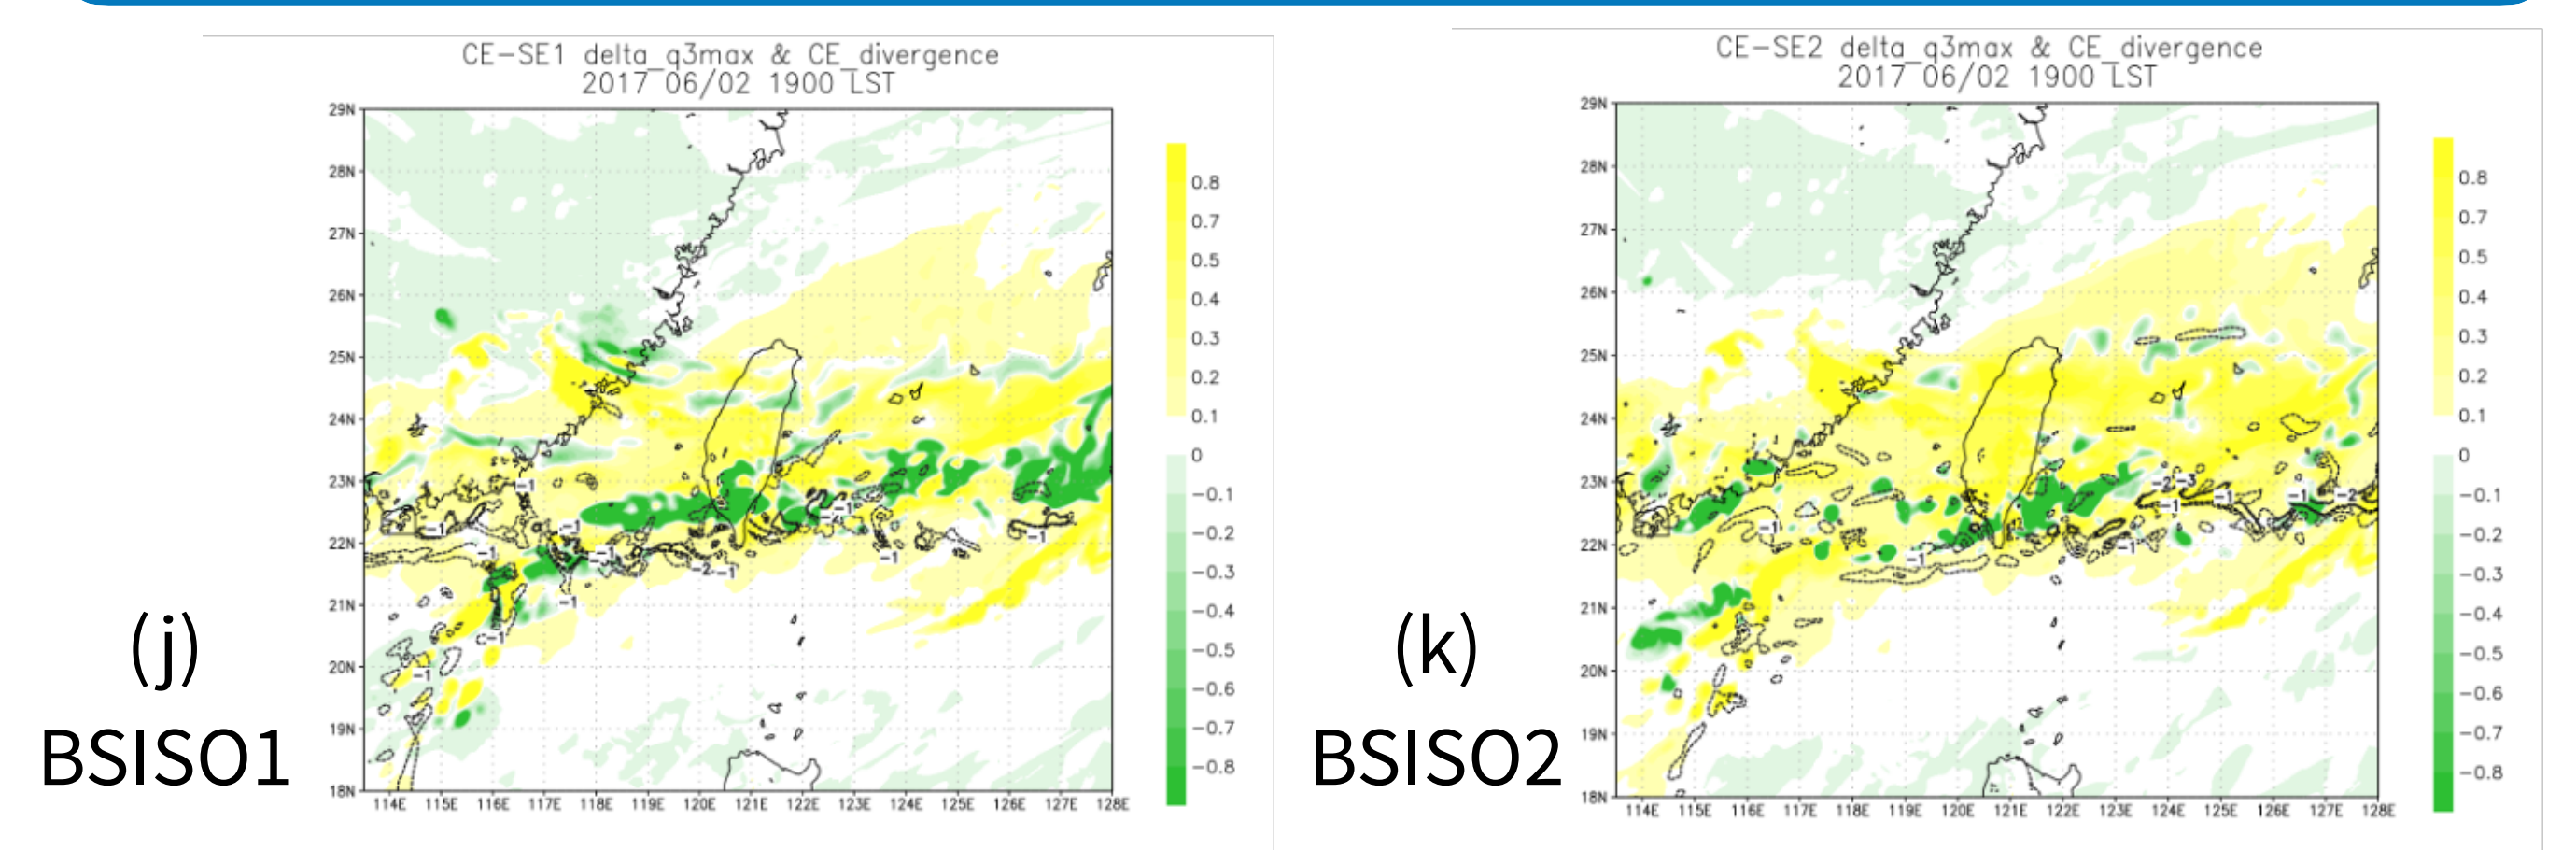 CE-SE1 delta_q3max & CE_divergence
2017 06/02 1900 LST
29N
28N
27N
26N
25N
24N
23N
22N
21N
20N
19N
18N
114E 115E 116E 117E 118E 119E 120E 121E 122E 123E 124E 125E 126E 127E 128E
0.8
0.7
0.5
0.4
0.3
0.2
0.1
0
-0.1
-0.2
-0.3
-0.4
-0.5
-0.6
-0.7
-0.8
(j)
BSISO1
CE-SE2 delta_q3max & CE_divergence
2017 06/02 1900 LST
29N
28N
27N
26N
25N
24N
23N
22N
21N
20N
19N
18N
114E 115E 116E 117E 118E 119E 120E 121E 122E 123E 124E 125E 126E 127E 128E
0.8
0.7
0.5
0.4
0.3
0.2
0.1
0
-0.1
-0.2
-0.3
-0.4
-0.5
-0.6
-0.7
-0.8
(k)
BSISO2